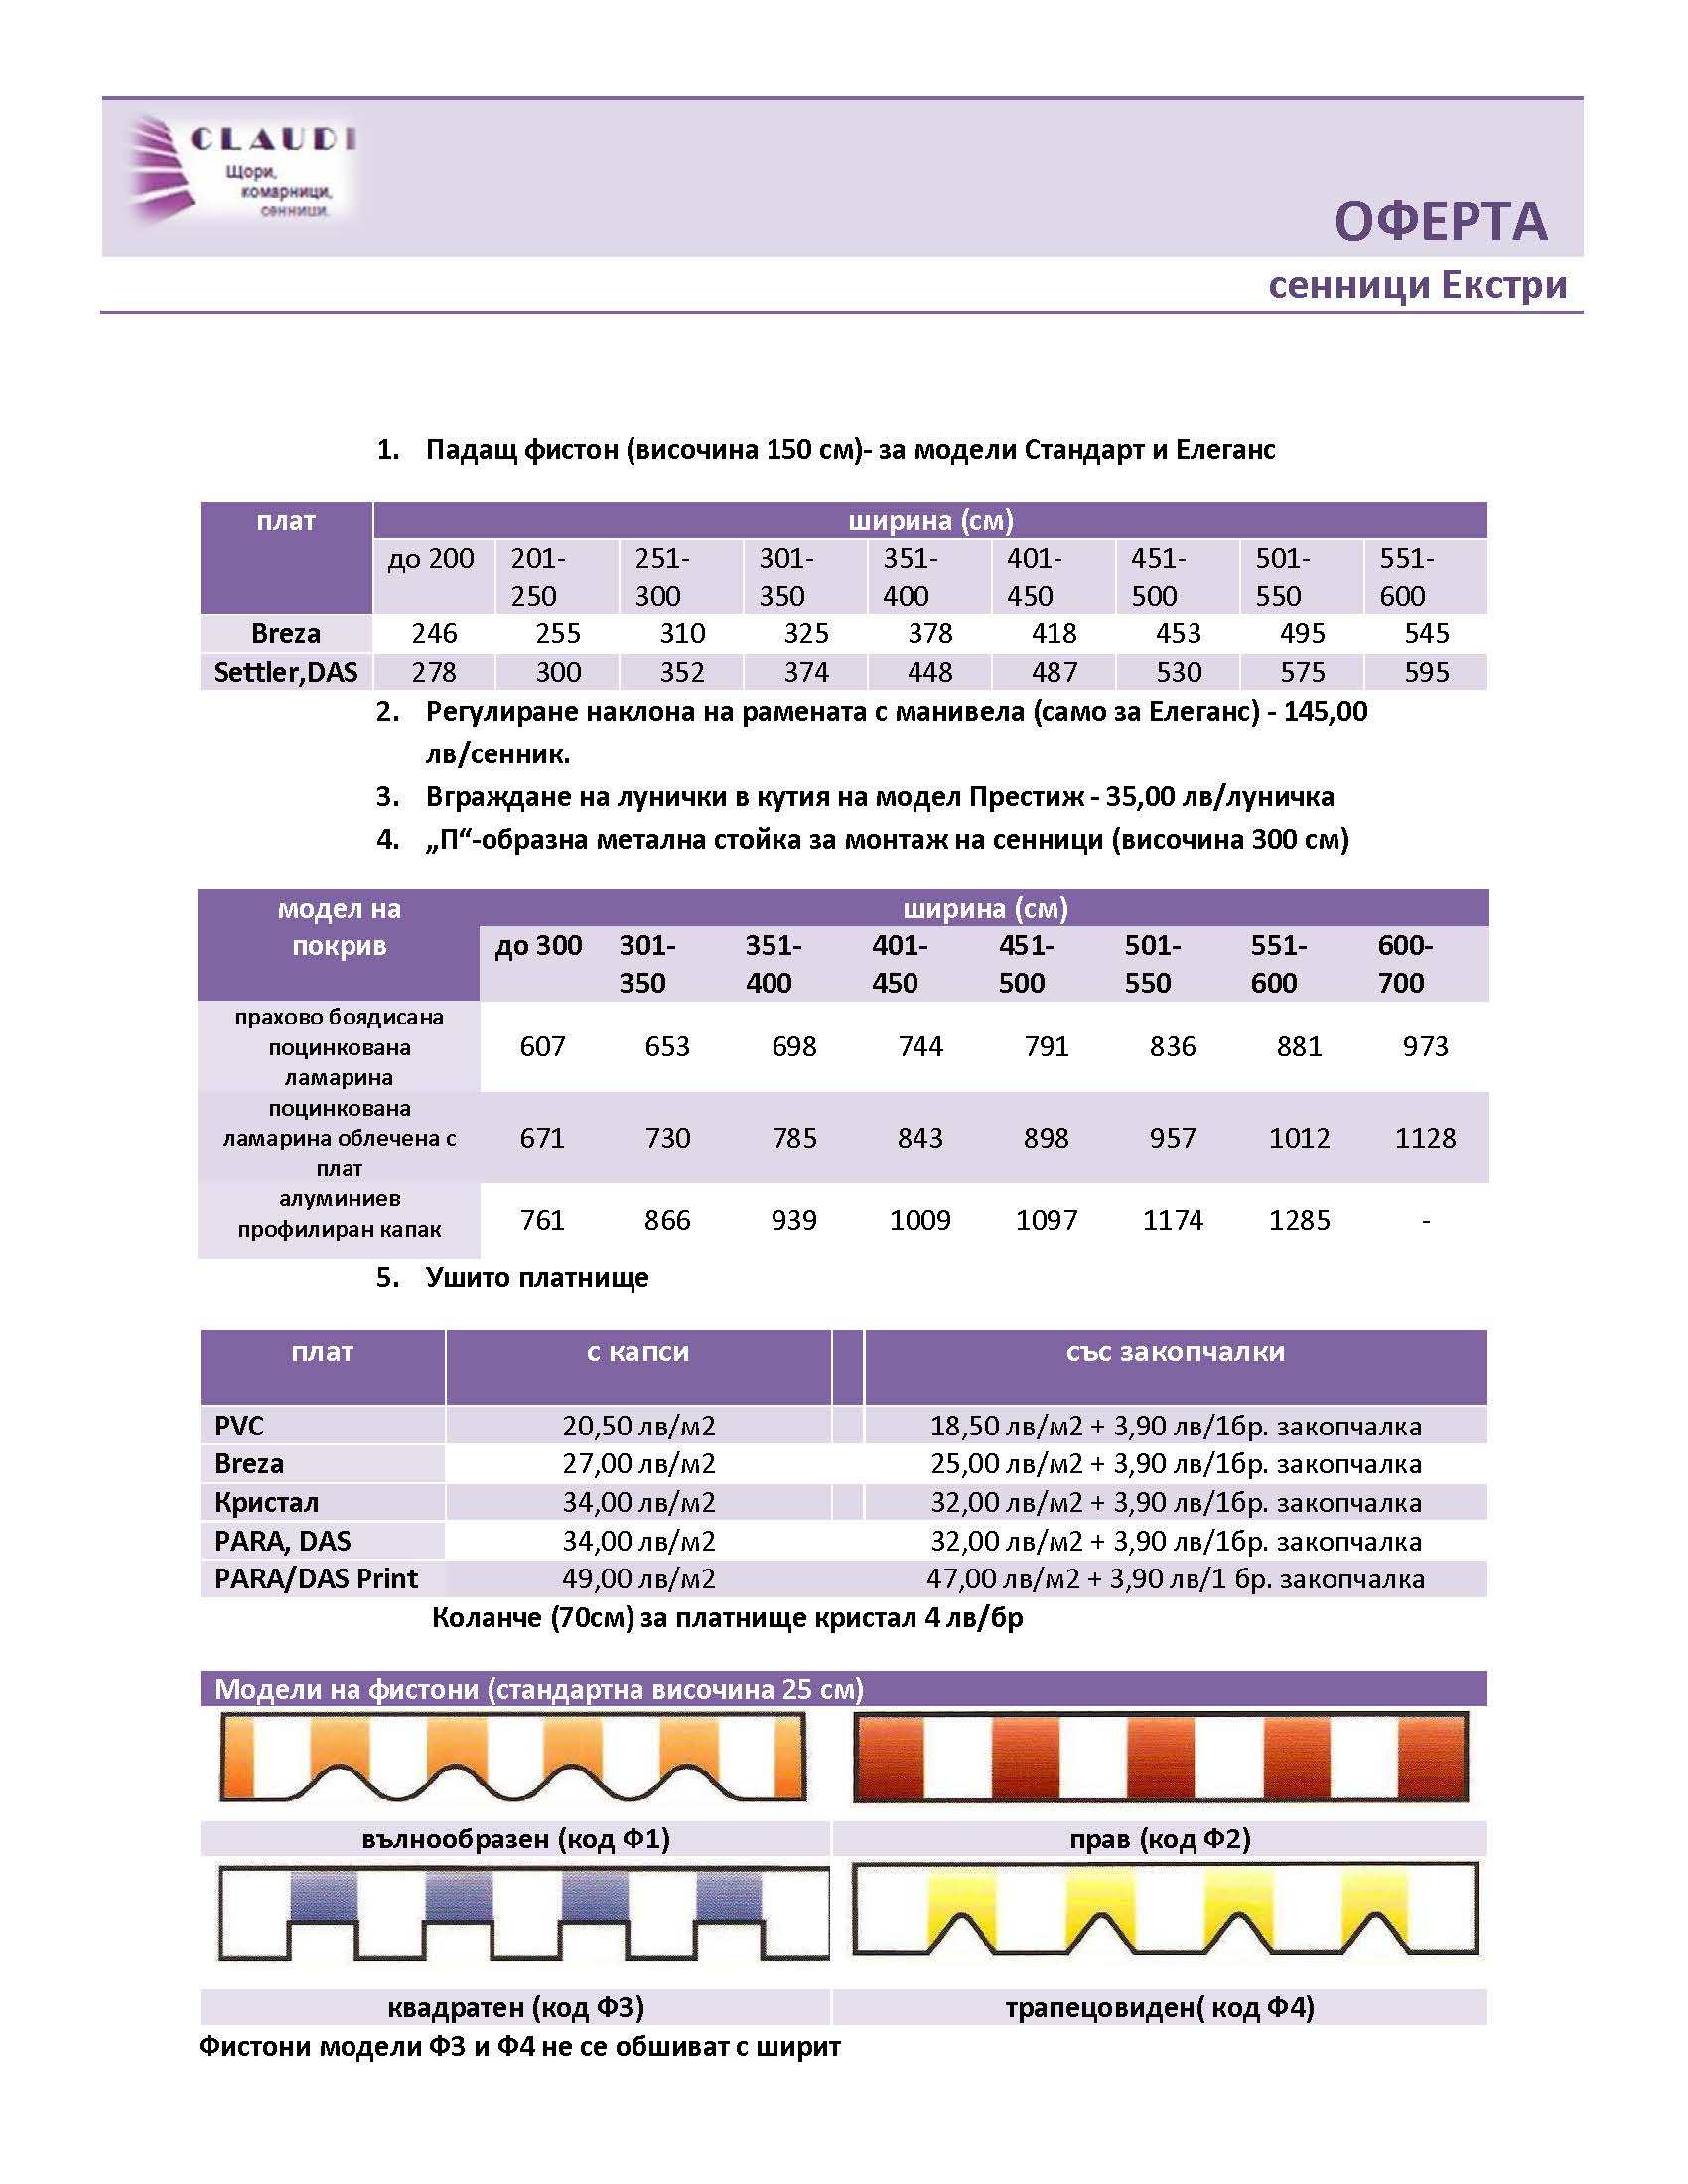 CLAUDI
Щори,
комарници,
сенници.
ОФЕРТА
сенници Екстри
1. Падащ фистон (височина 150 см)- за модели Стандарт и Елеганс
плат ширина (см)
до 200 201-250 251-300 301-350 351-400 401-450 451-500 501-550 551-600
Breza 246 255 310 325 378 418 453 495 545
Settler,DAS 278 300 352 374 448 487 530 575 595
2. Регулиране наклона на рамената с манивела (само за Елеганс) - 145,00
лв/сенник.
3. Вграждане на лунички в кутия на модел Престиж - 35,00 лв/луничка
4. „П“-образна метална стойка за монтаж на сенници (височина 300 см)
модел на покрив ширина (см)
до 300 301-350 351-400 401-450 451-500 501-550 551-600 600-700
прахово боядисана поцинкована ламарина 607 653 698 744 791 836 881 973
поцинкована ламарина облечена с плат 671 730 785 843 898 957 1012 1128
алуминиев профилиран капак 761 866 939 1009 1097 1174 1285 -
5. Ушито платнище
плат с капси със закопчалки
PVC 20,50 лв/м2 18,50 лв/м2 + 3,90 лв/1бр. закопчалка
Breza 27,00 лв/м2 25,00 лв/м2 + 3,90 лв/1бр. закопчалка
Кристал 34,00 лв/м2 32,00 лв/м2 + 3,90 лв/1бр. закопчалка
PARA, DAS 34,00 лв/м2 32,00 лв/м2 + 3,90 лв/1бр. закопчалка
PARA/DAS Print 49,00 лв/м2 47,00 лв/м2 + 3,90 лв/1 бр. закопчалка
Коланче (70см) за платнище кристал 4 лв/бр
Модели на фистони (стандартна височина 25 см)
вълнообразен (код Ф1) прав (код Ф2)
квадратен (код Ф3) трапецовиден( код Ф4)
Фистони модели Ф3 и Ф4 не се обшиват с ширит